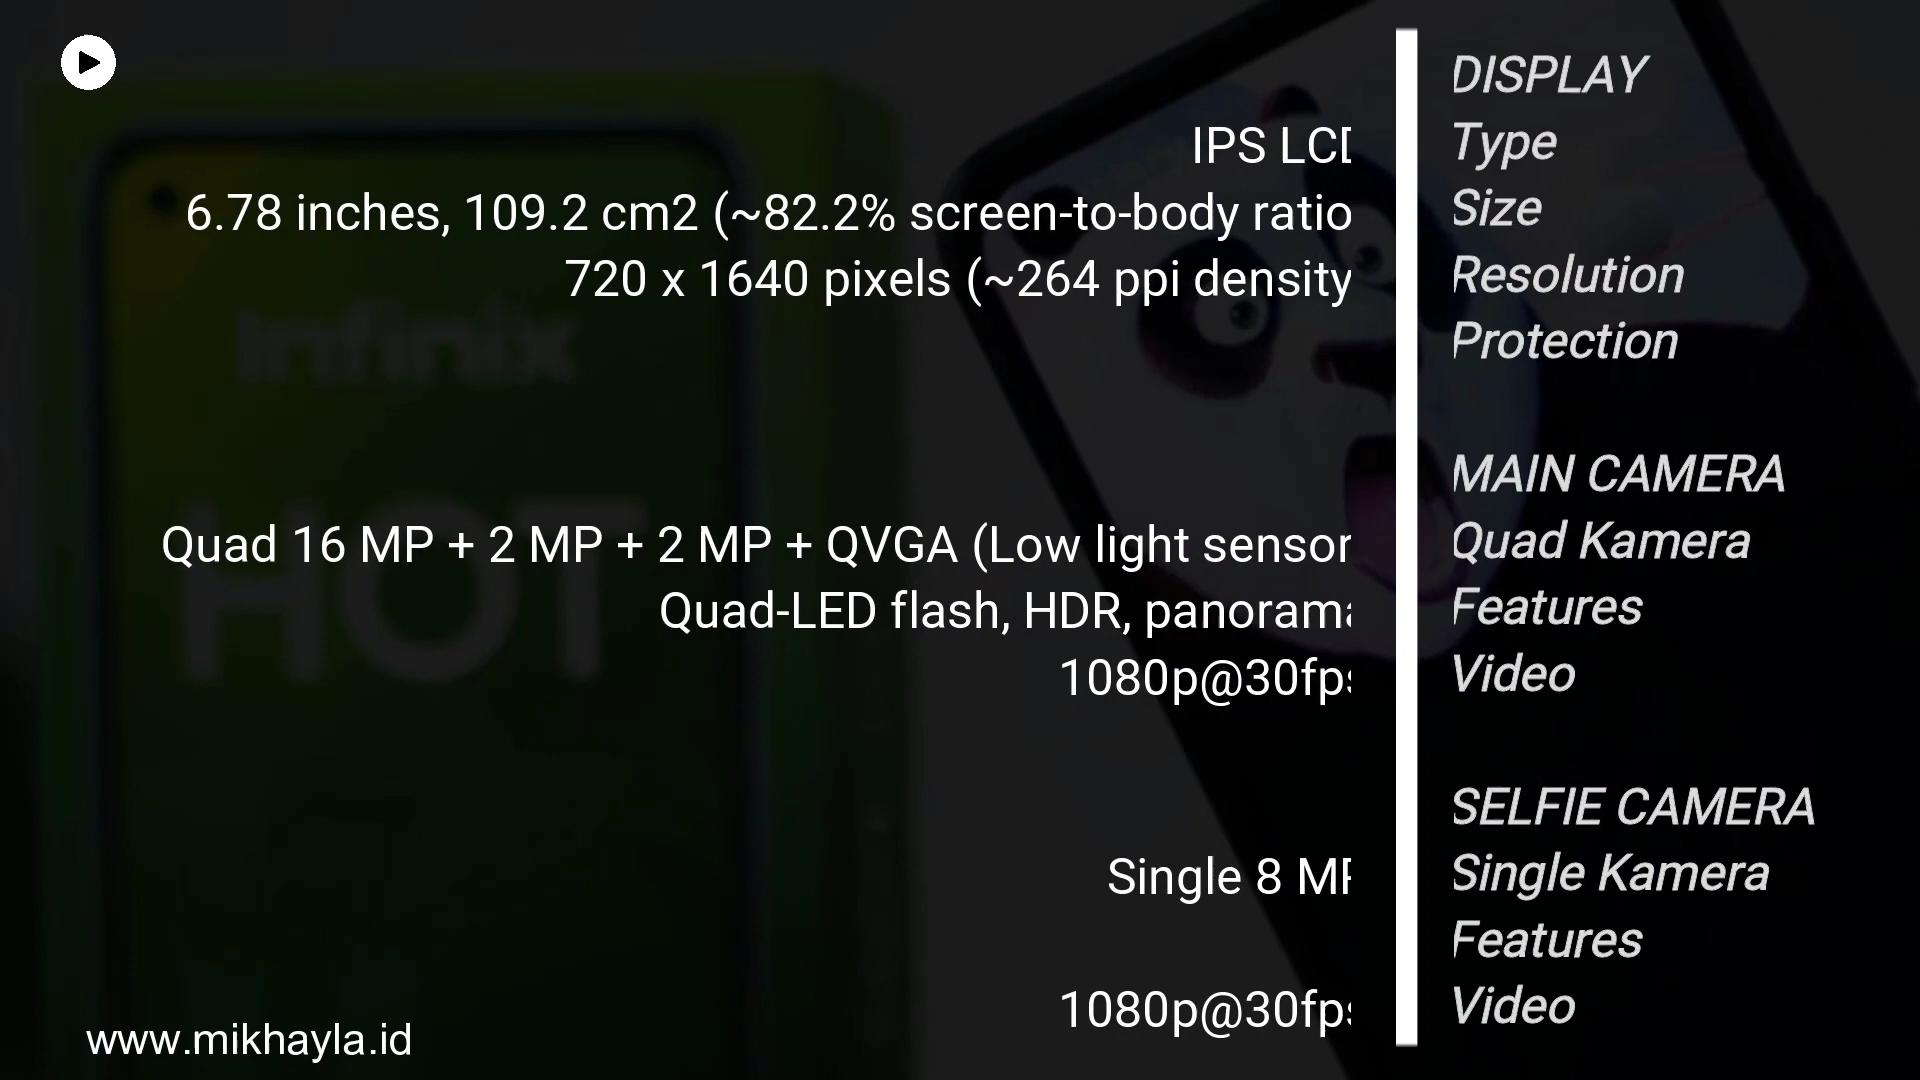 DISPLAY
IPS LCD Type
6.78 inches, 109.2 cm2 (~82.2% screen-to-body ratio Size
720 x 1640 pixels (~264 ppi density Resolution
Protection
MAIN CAMERA
Quad 16 MP + 2 MP + 2 MP + QVGA (Low light sensor Quad Kamera
Quad-LED flash, HDR, panorama Features
1080p@30fps Video
SELFIE CAMERA
Single 8 MP Single Kamera
Features
1080p@30fps Video
infinix
HOT
www.mikhayla.id